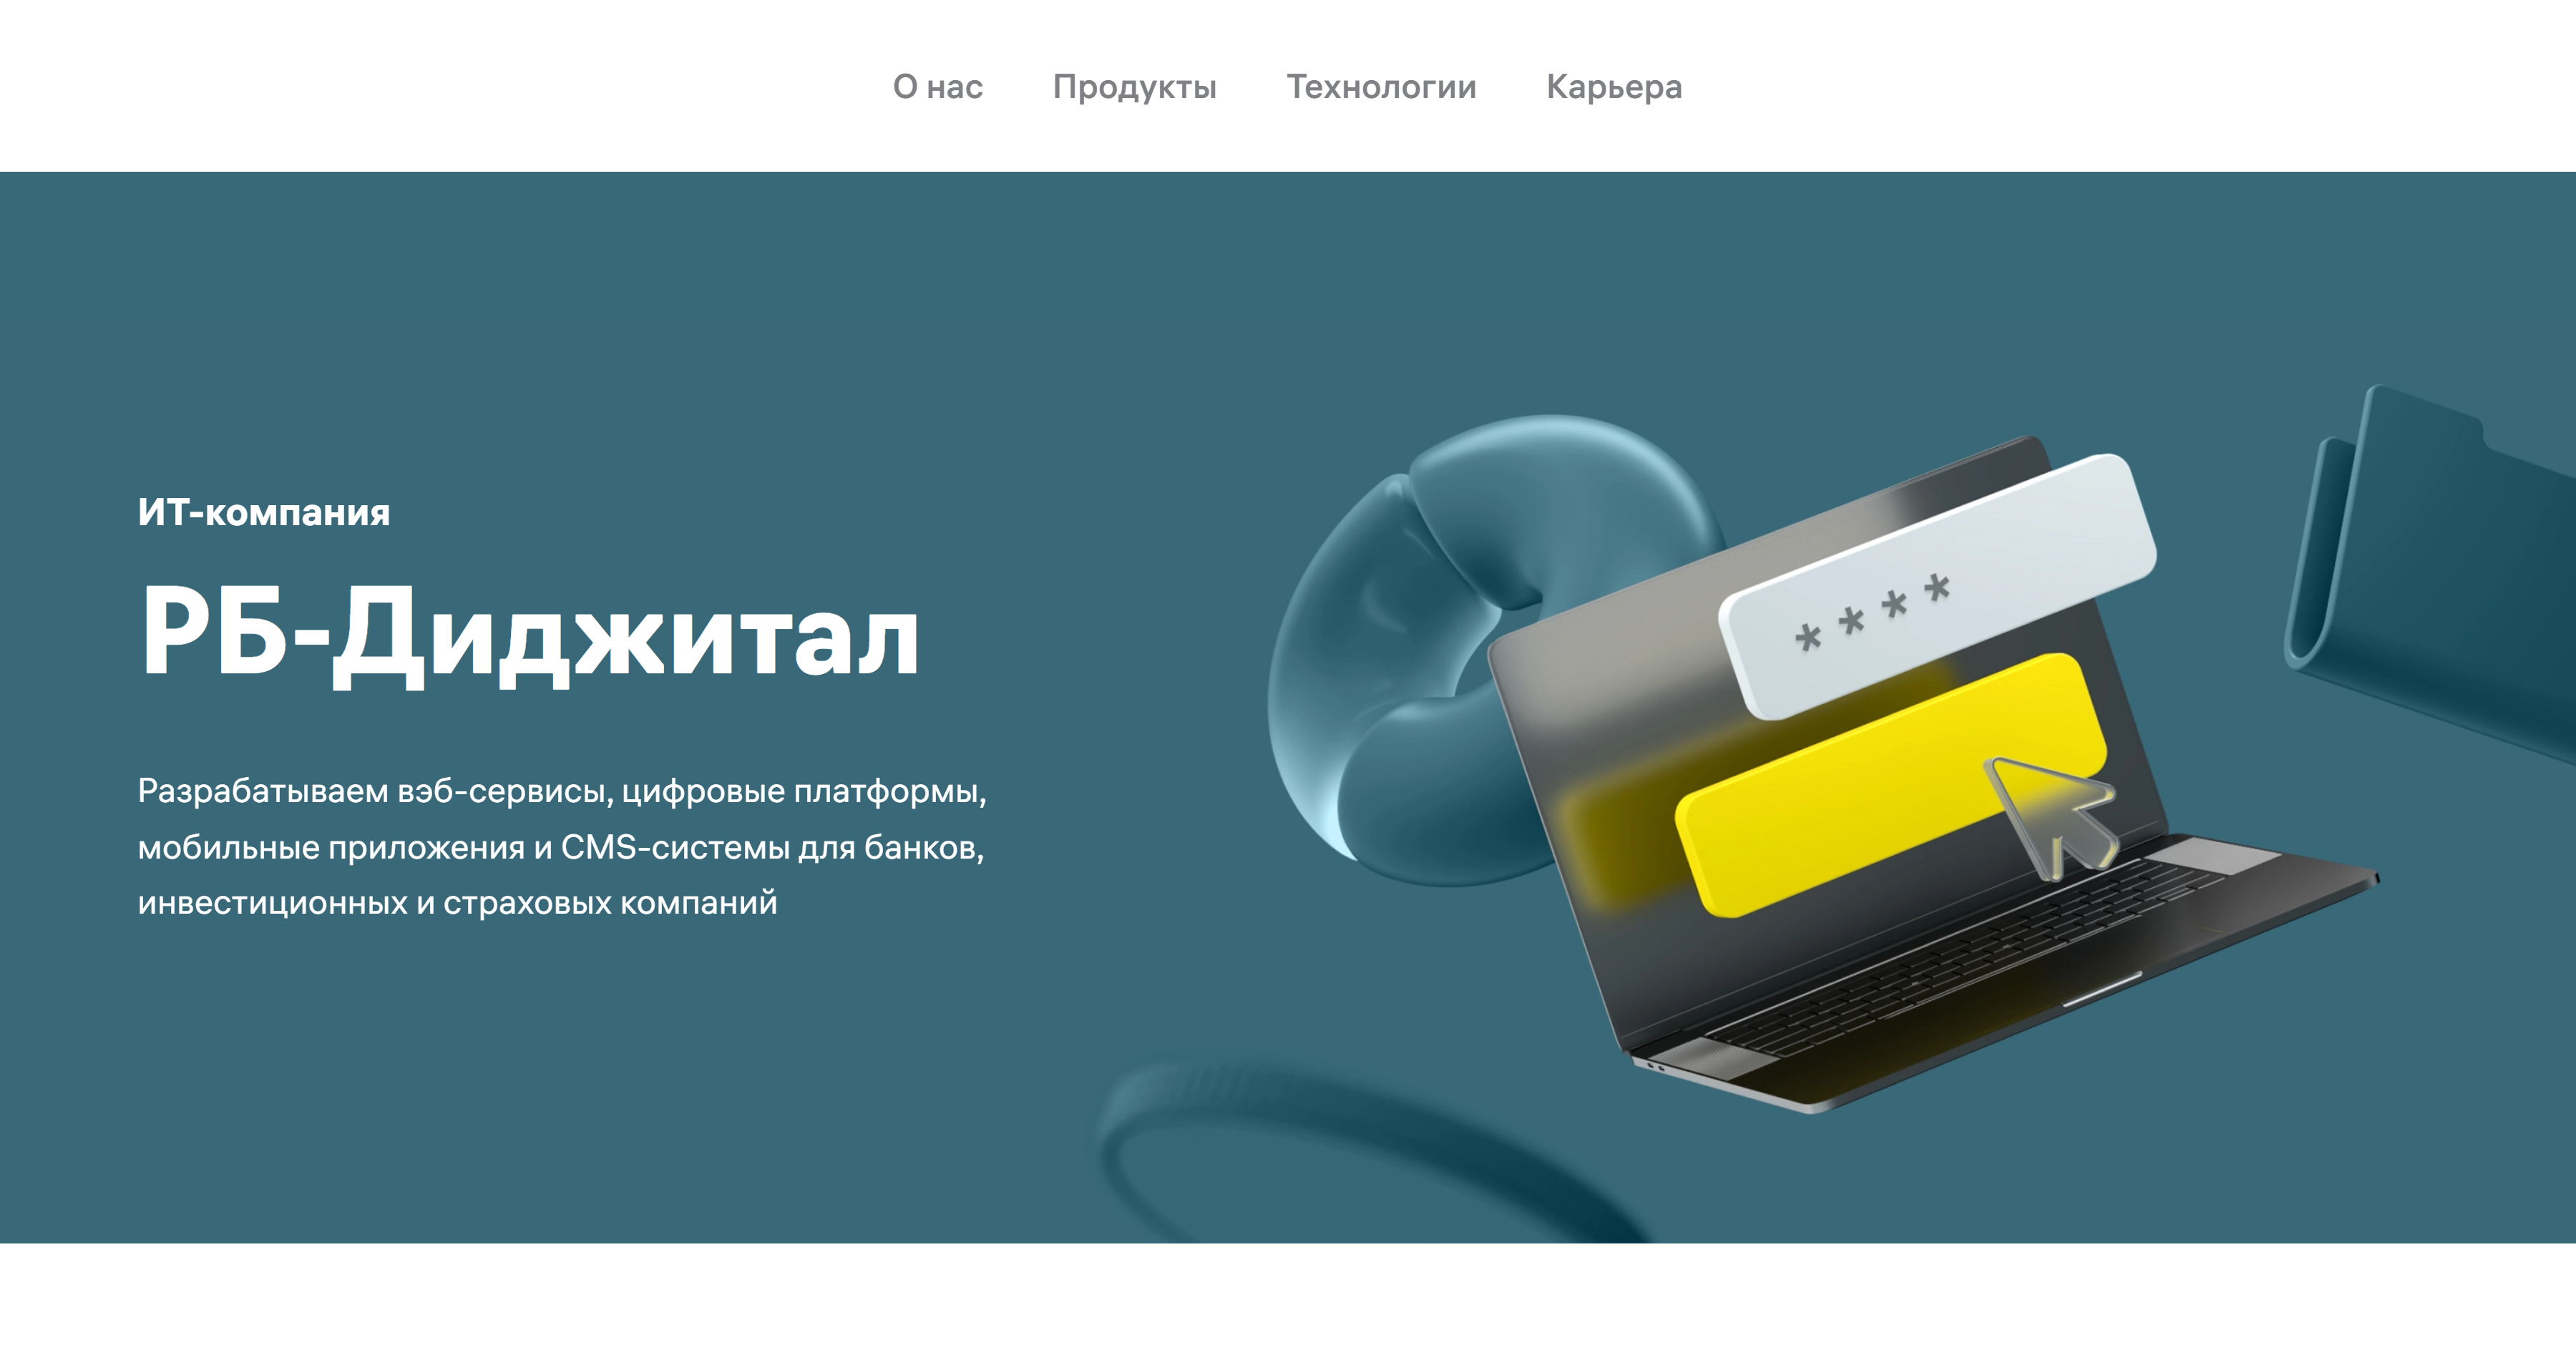 О нас Продукты Технологии Карьера
ИТ-компания
РБ-Диджитал
Разрабатываем вэб-сервисы, цифровые платформы,
мобильные приложения и CMS-системы для банков,
инвестиционных и страховых компаний
* * * *